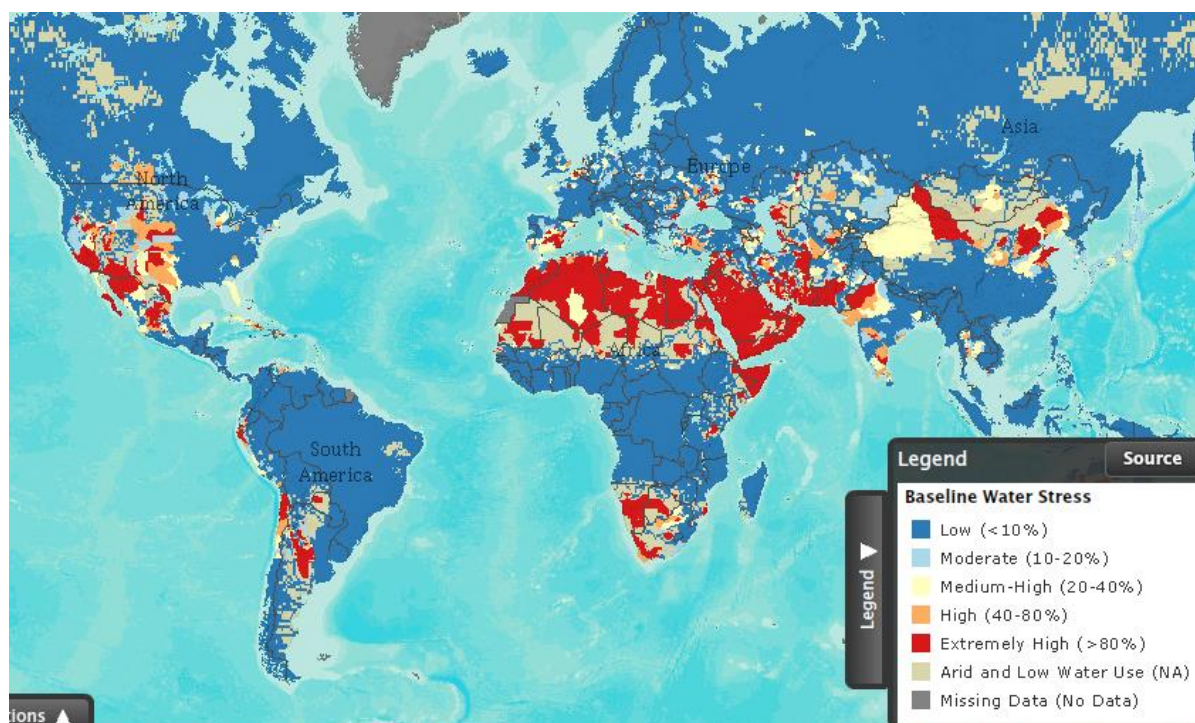 Asia
Europe
North
America
Africa
South
America
Legend
Source
Baseline Water Stress
Low (<10%)
Moderate (10-20%)
Medium-High (20-40%)
High (40-80%)
Extremely High (>80%)
Arid and Low Water Use (NA)
Missing Data (No Data)
Legend ▼
tions ▲